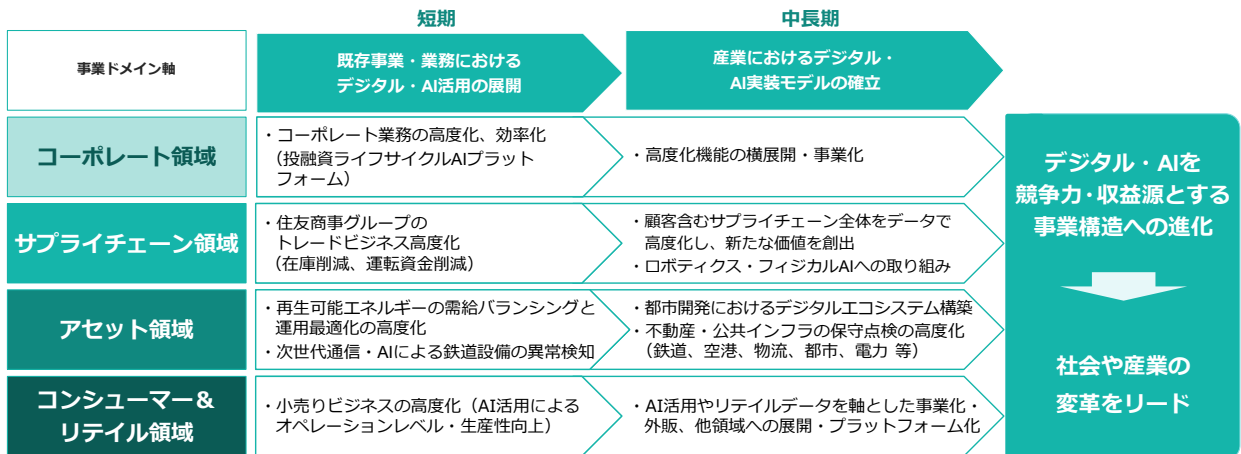 短期
中長期
事業ドメイン軸
既存事業・業務における
デジタル・AI活用の展開
産業におけるデジタル・
AI実装モデルの確立
コーポレート領域
・コーポレート業務の高度化、効率化
（投融資ライフサイクルAIプラット
フォーム）
・高度化機能の横展開・事業化
サプライチェーン領域
・住友商事グループの
トレードビジネス高度化
（在庫削減、運転資金削減）
・顧客含むサプライチェーン全体をデータで
高度化し、新たな価値を創出
・ロボティクス・フィジカルAIへの取り組み
アセット領域
・再生可能エネルギーの需給バランシングと
運用最適化の高度化
・次世代通信・AIによる鉄道設備の異常検知
・都市開発におけるデジタルエコシステム構築
・不動産・公共インフラの保守点検の高度化
（鉄道、空港、物流、都市、電力 等）
コンシューマー＆
リテイル領域
・小売りビジネスの高度化（AI活用による
オペレーションレベル・生産性向上）
・AI活用やリテイルデータを軸とした事業化・
外販、他領域への展開・プラットフォーム化
デジタル・AIを
競争力・収益源とする
事業構造への進化
社会や産業の
変革をリード